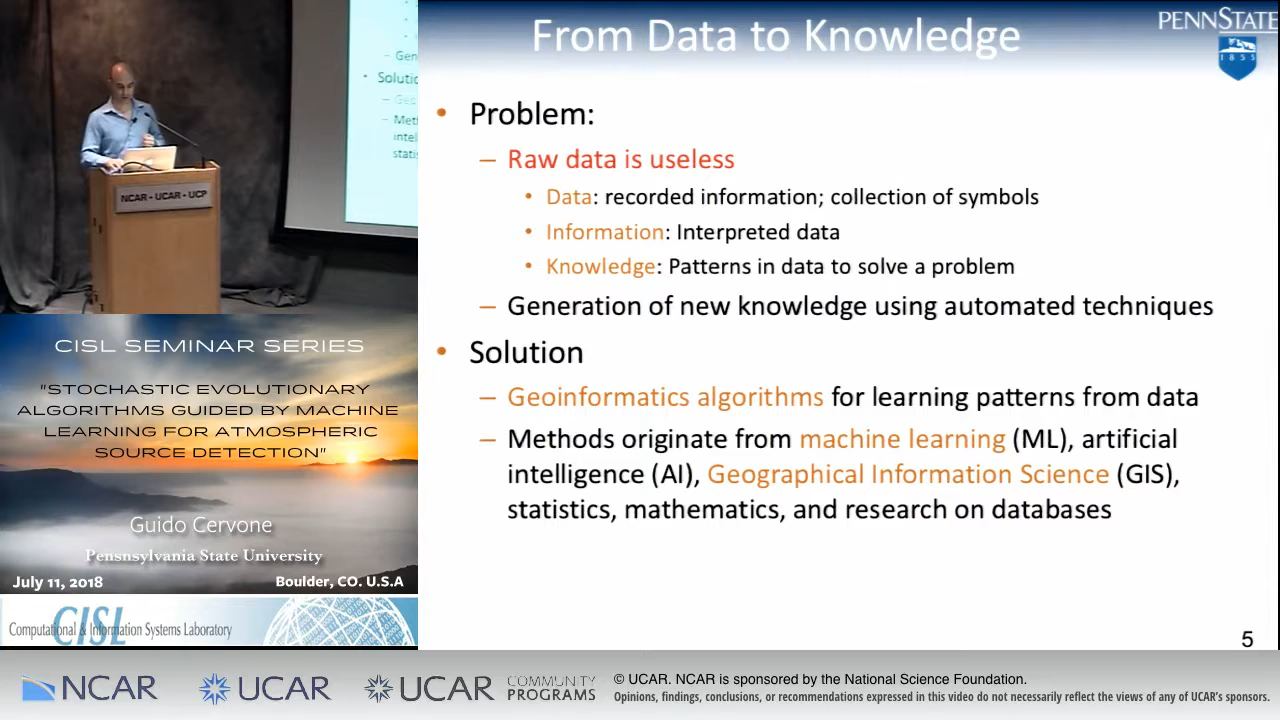 From Data to Knowledge
PENNSTATE
1855
• Problem:
– Raw data is useless
• Data: recorded information; collection of symbols
• Information: Interpreted data
• Knowledge: Patterns in data to solve a problem
– Generation of new knowledge using automated techniques
• Solution
– Geoinformatics algorithms for learning patterns from data
– Methods originate from machine learning (ML), artificial
intelligence (AI), Geographical Information Science (GIS),
statistics, mathematics, and research on databases
5
– Gen
• Solutio
– Geo
– Met
intel
stati
NCAR - UCAR - UCP
CISL SEMINAR SERIES
"STOCHASTIC EVOLUTIONARY
ALGORITHMS GUIDED BY MACHINE
LEARNING FOR ATMOSPHERIC
SOURCE DETECTION"
Guido Cervone
Pensnsylvania State University
July 11, 2018
Boulder, CO. U.S.A
CISL
Computational & Information Systems Laboratory
NCAR
UCAR
UCAR
COMMUNITY
PROGRAMS
© UCAR. NCAR is sponsored by the National Science Foundation.
Opinions, findings, conclusions, or recommendations expressed in this video do not necessarily reflect the views of any of UCAR's sponsors.